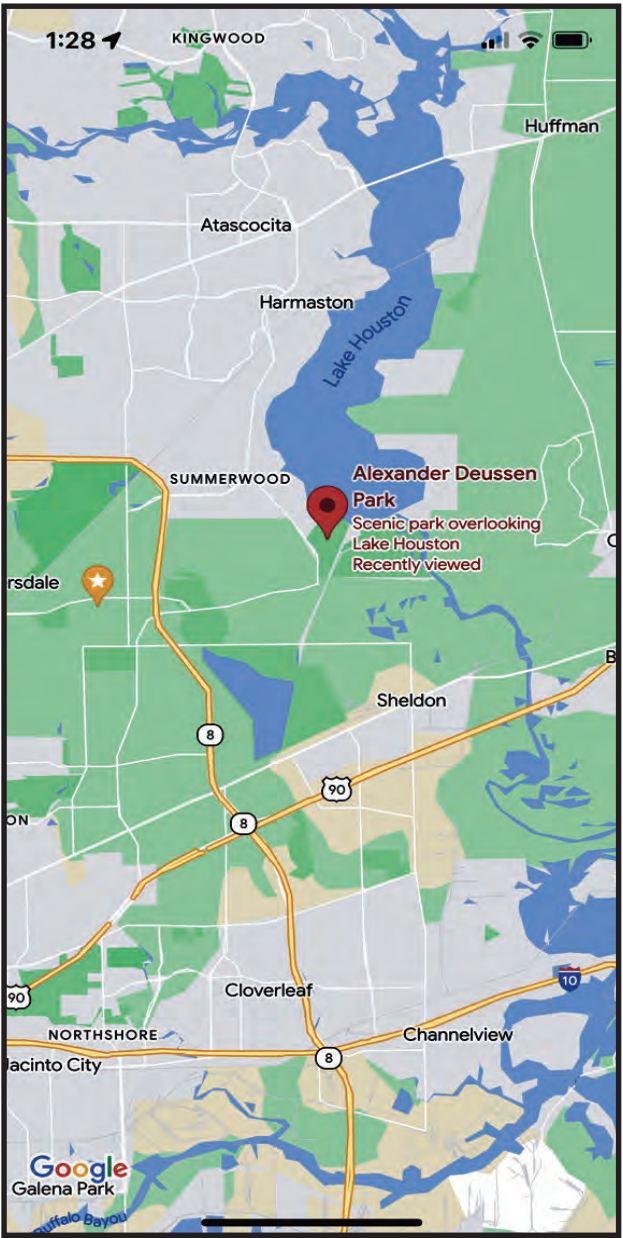 1:28
KINGWOOD
Huffman
Atascocita
Harmaston
Lake Houston
SUMMERWOOD
Alexander Deussen
Park
Scenic park overlooking
Lake Houston
Recently viewed
rsdale
C
B
Sheldon
8
90
8
ON
90
Cloverleaf
10
NORTHSHORE
Channelview
8
Jacinto City
Google
Galena Park
Buffalo Bayou